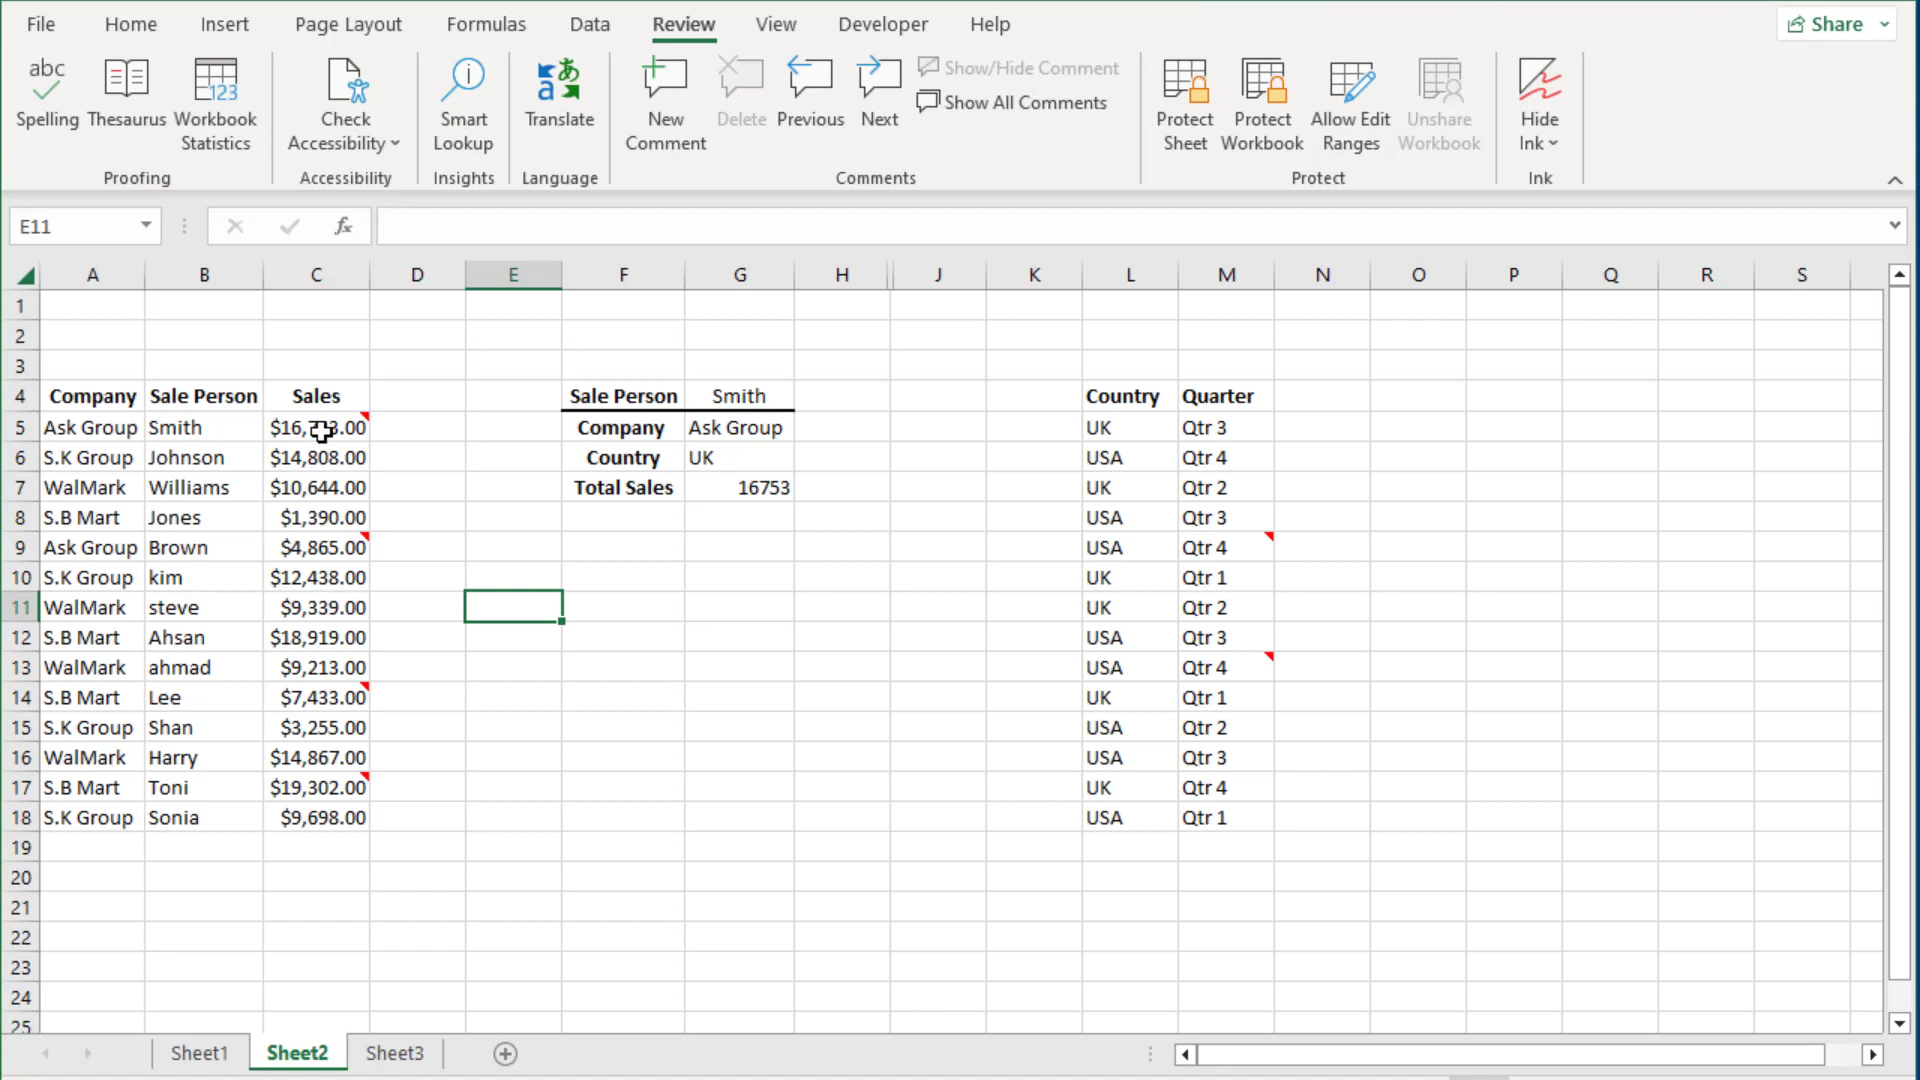 File Home Insert Page Layout Formulas Data Review View Developer Help Share
abc
Spelling Thesaurus Workbook Statistics Check Accessibility Smart Lookup Translate New Comment Delete Previous Next Show/Hide Comment Show All Comments Protect Sheet Protect Workbook Allow Edit Ranges Unshare Workbook Hide Ink
Proofing Accessibility Insights Language Comments Protect Ink
E11 fx
A B C D E F G H J K L M N O P Q R S
1
2
3
4 Company Sale Person Sales Sale Person Smith Country Quarter
5 Ask Group Smith Company Ask Group UK Qtr 3
6 S.K Group Johnson $14,808.00 Country UK USA Qtr 4
7 WalMark Williams $10,644.00 Total Sales 16753 UK Qtr 2
8 S.B Mart Jones $1,390.00 USA Qtr 3
9 Ask Group Brown $4,865.00 USA Qtr 4
10 S.K Group kim $12,438.00 UK Qtr 1
11 WalMark steve $9,339.00 UK Qtr 2
12 S.B Mart Ahsan $18,919.00 USA Qtr 3
13 WalMark ahmad $9,213.00 USA Qtr 4
14 S.B Mart Lee $7,433.00 UK Qtr 1
15 S.K Group Shan $3,255.00 USA Qtr 2
16 WalMark Harry $14,867.00 USA Qtr 3
17 S.B Mart Toni $19,302.00 UK Qtr 4
18 S.K Group Sonia $9,698.00 USA Qtr 1
19
20
21
22
23
24
25
Sheet1 Sheet2 Sheet3